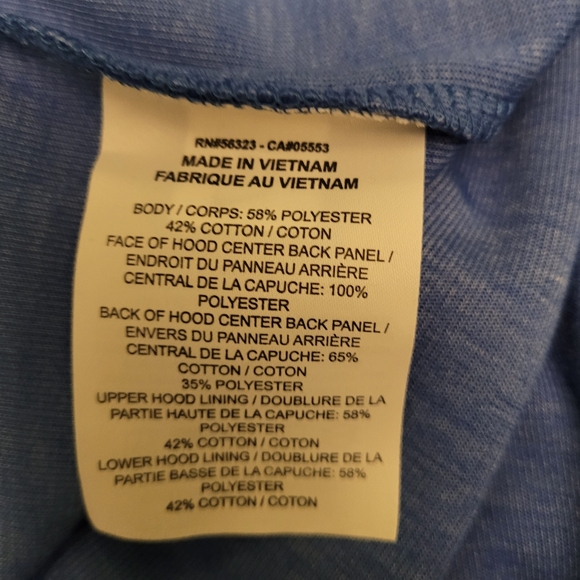 RN#56323 - CA#05553
MADE IN VIETNAM
FABRIQUE AU VIETNAM
BODY / CORPS: 58% POLYESTER
42% COTTON / COTON
FACE OF HOOD CENTER BACK PANEL /
ENDROIT DU PANNEAU ARRIÈRE
CENTRAL DE LA CAPUCHE: 100%
POLYESTER
BACK OF HOOD CENTER BACK PANEL /
ENVERS DU PANNEAU ARRIÈRE
CENTRAL DE LA CAPUCHE: 65%
COTTON / COTON
35% POLYESTER
UPPER HOOD LINING / DOUBLURE DE LA
PARTIE HAUTE DE LA CAPUCHE: 58%
POLYESTER
42% COTTON / COTON
LOWER HOOD LINING / DOUBLURE DE LA
PARTIE BASSE DE LA CAPUCHE: 58%
POLYESTER
42% COTTON / COTON